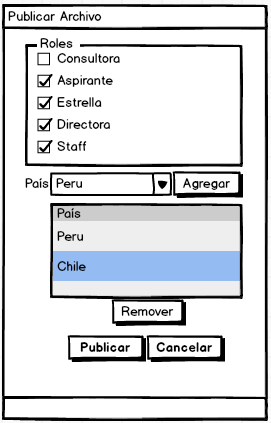 Publicar Archivo
Roles
Consultora
Aspirante
Estrella
Directora
Staff
País Peru Agregar
País
Peru
Chile
Remover
Publicar Cancelar